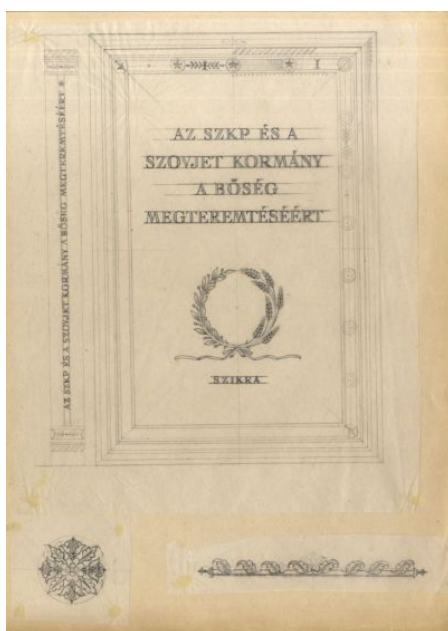 AZ SZKP ÉS A
SZOVJET KORMÁNY
A BŐSÉG
MEGTEREMTÉSÉÉRT
SZIKRA
AZ SZKP ÉS A SZOVJET KORMÁNY A BŐSÉG MEGTEREMTÉSÉÉRT